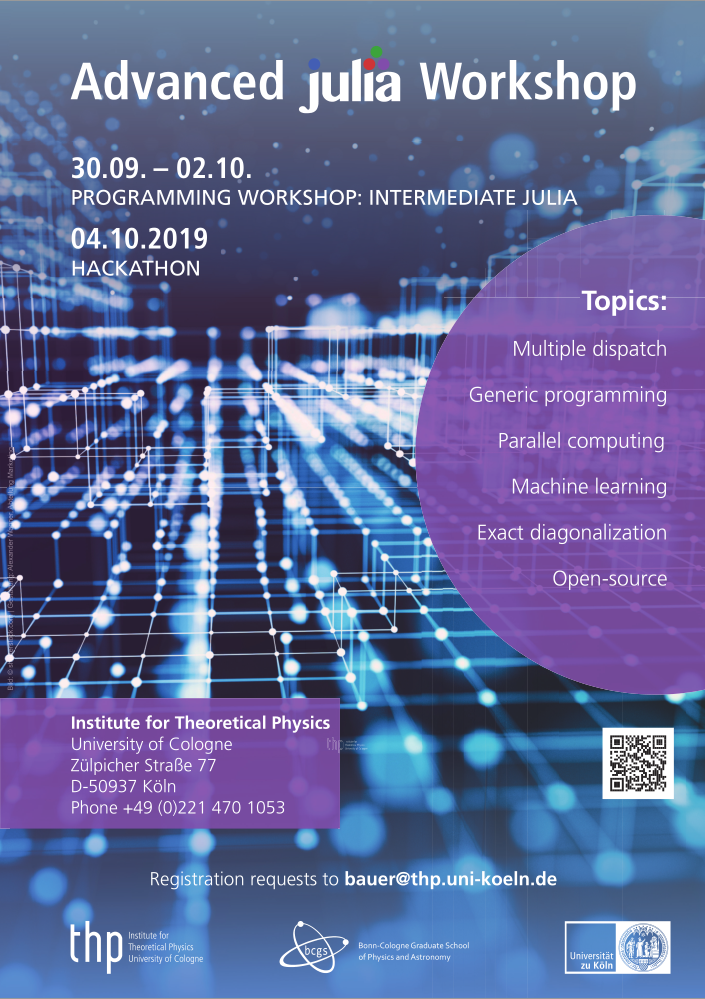 Advanced julia Workshop
30.09. – 02.10.
PROGRAMMING WORKSHOP: INTERMEDIATE JULIA
04.10.2019
HACKATHON
Topics:
Multiple dispatch
Generic programming
Parallel computing
Machine learning
Exact diagonalization
Open-source
Institute for Theoretical Physics
University of Cologne
Zülpicher Straße 77
D-50937 Köln
Phone +49 (0)221 470 1053
thp
Registration requests to bauer@thp.uni-koeln.de
thp
Institute for
Theoretical Physics
University of Cologne
bcgs
Bonn-Cologne Graduate School
of Physics and Astronomy
Universität
zu Köln